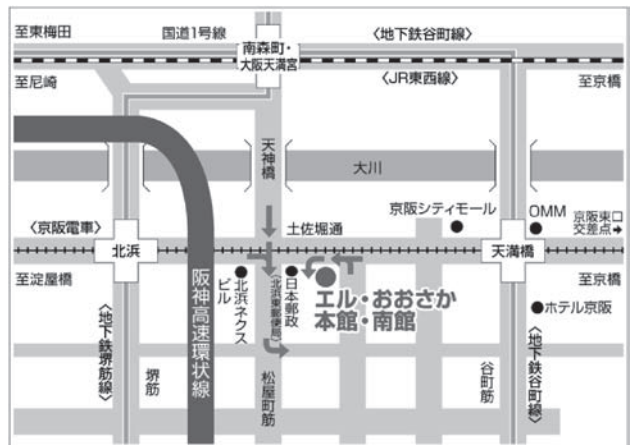 国道1号線
〈地下鉄谷町線〉
至東梅田
南森町・
大阪天満宮
至尼崎
〈JR東西線〉
至京橋
天神橋
大川
〈京阪電車〉
土佐堀通
京阪シティモール
OMM
京阪東口
交差点➡
北浜
天満橋
至淀屋橋
至京橋
阪神高速環状線
北浜ネクス
ビル
日本郵政
(北浜東郵便局)
エル・おおさか
本館・南館
ホテル京阪
〈地下鉄堺筋線〉
堺筋
松屋町筋
谷町筋
〈地下鉄谷町線〉